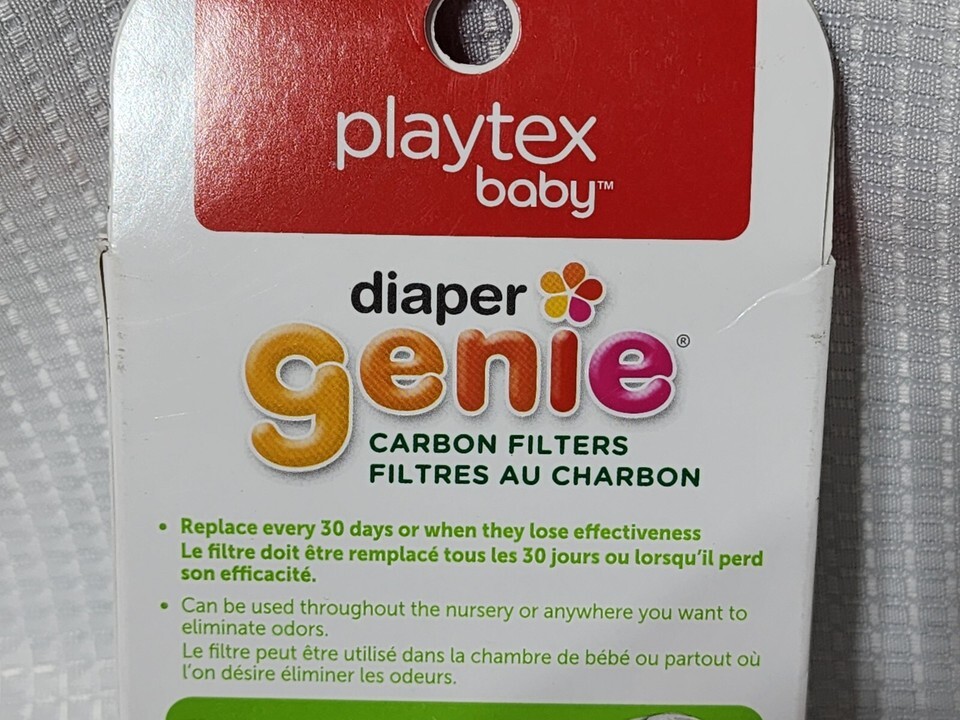 playtex
baby™
diaper
genie®
CARBON FILTERS
FILTRES AU CHARBON
• Replace every 30 days or when they lose effectiveness
Le filtre doit être remplacé tous les 30 jours ou lorsqu'il perd
son efficacité.
• Can be used throughout the nursery or anywhere you want to
eliminate odors.
Le filtre peut être utilisé dans la chambre de bébé ou partout où
l'on désire éliminer les odeurs.